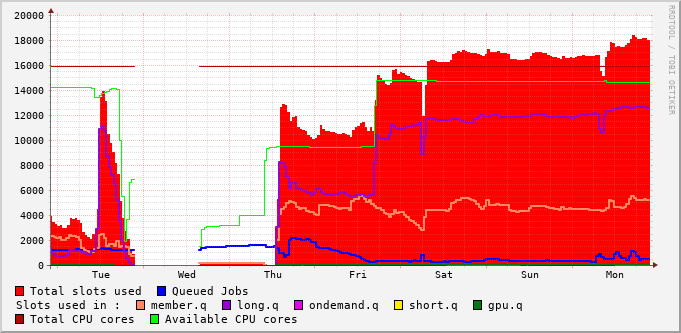 20000
18000
16000
14000
12000
10000
8000
6000
4000
2000
0
Tue Wed Thu Fri Sat Sun Mon
RRDTOOL / TOBI OETIKER
Total slots used Queued Jobs
Slots used in : member.q long.q ondemand.q short.q gpu.q
Total CPU cores Available CPU cores